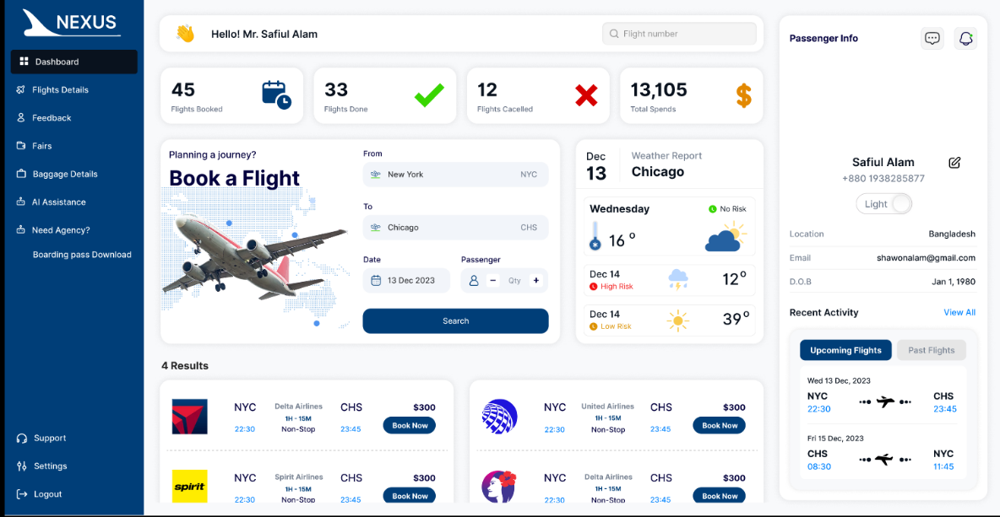 NEXUS
Dashboard
Flights Details
Feedback
Fairs
Baggage Details
AI Assistance
Need Agency?
Boarding pass Download
Support
Settings
Logout
Hello! Mr. Safiul Alam
Flight number
45
Flights Booked
33
Flights Done
12
Flights Cacelled
13,105
Total Spends
$
Planning a journey?
Book a Flight
From
New York NYC
To
Chicago CHS
Date Passenger
13 Dec 2023 − Qty +
Search
Dec
13
Weather Report
Chicago
Wednesday No Risk
16 °
Dec 14
High Risk
12°
Dec 14
Low Risk
39°
4 Results
NYC Delta Airlines CHS $300
1H - 15M
22:30 Non-Stop 23:45 Book Now
spirit
NYC Spirit Airlines CHS $300
1H - 15M
22:30 Non-Stop 23:45 Book Now
NYC United Airlines CHS $300
1H - 15M
22:30 Non-Stop 23:45 Book Now
NYC Delta Airlines CHS $300
1H - 15M
22:30 Non-Stop 23:45 Book Now
Passenger Info
Safiul Alam
+880 1938285877
Light
Location Bangladesh
Email shawonalam@gmail.com
D.O.B Jan 1, 1980
Recent Activity View All
Upcoming Flights Past Flights
Wed 13 Dec, 2023
NYC CHS
22:30 23:45
Fri 15 Dec, 2023
CHS NYC
08:30 11:45